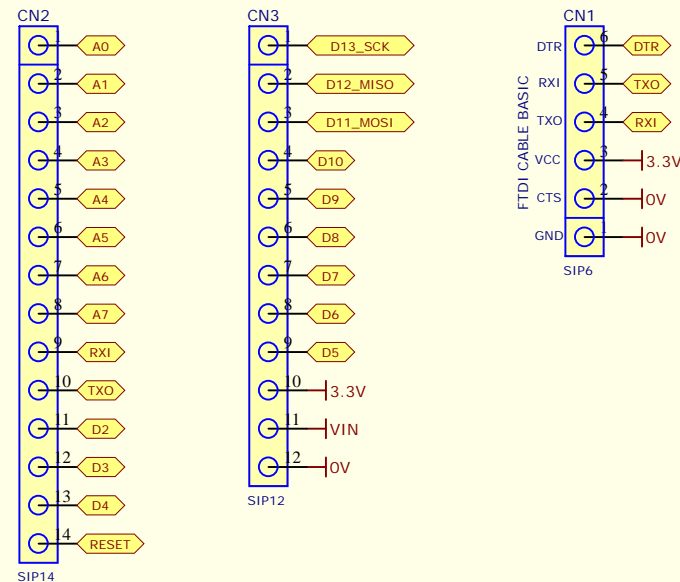 CN2
1 A0
2 A1
3 A2
4 A3
5 A4
6 A5
7 A6
8 A7
9 RXI
10 TXO
11 D2
12 D3
13 D4
14 RESET
SIP14
CN3
1 D13_SCK
2 D12_MISO
3 D11_MOSI
4 D10
5 D9
6 D8
7 D7
8 D6
9 D5
10 3.3V
11 VIN
12 0V
SIP12
CN1
FTDI CABLE BASIC
DTR 6 DTR
RXI 5 TXO
TXO 4 RXI
VCC 3 3.3V
CTS 2 0V
GND 1 0V
SIP6